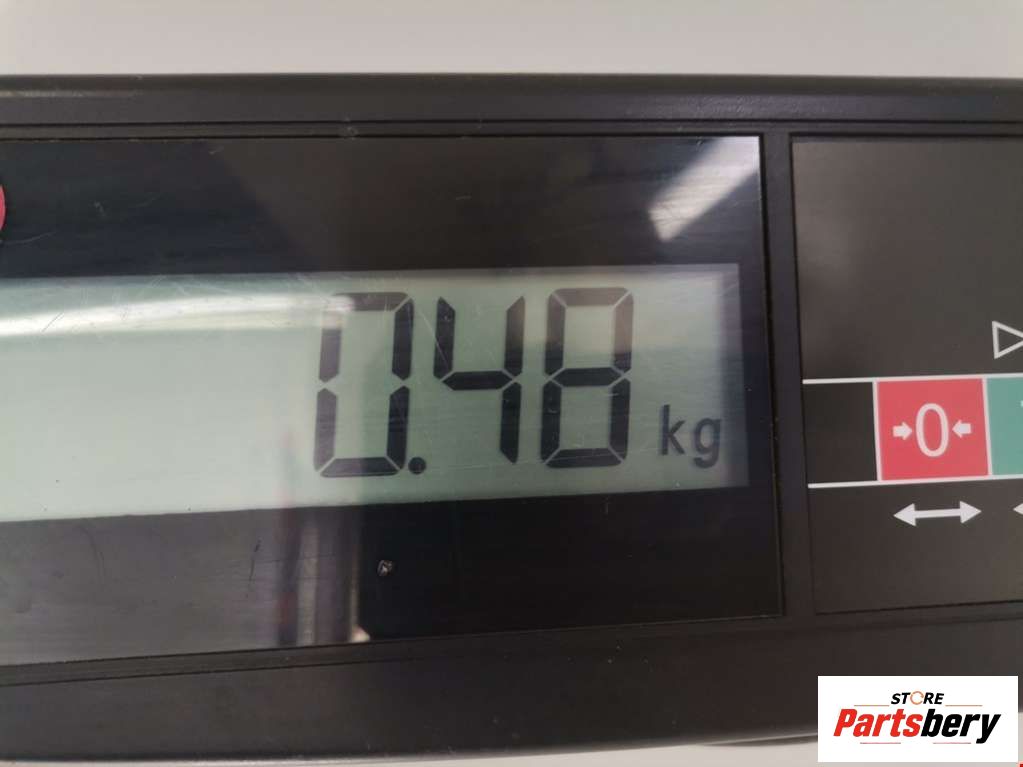 0.48 kg
→0←
STORE
Partsbery